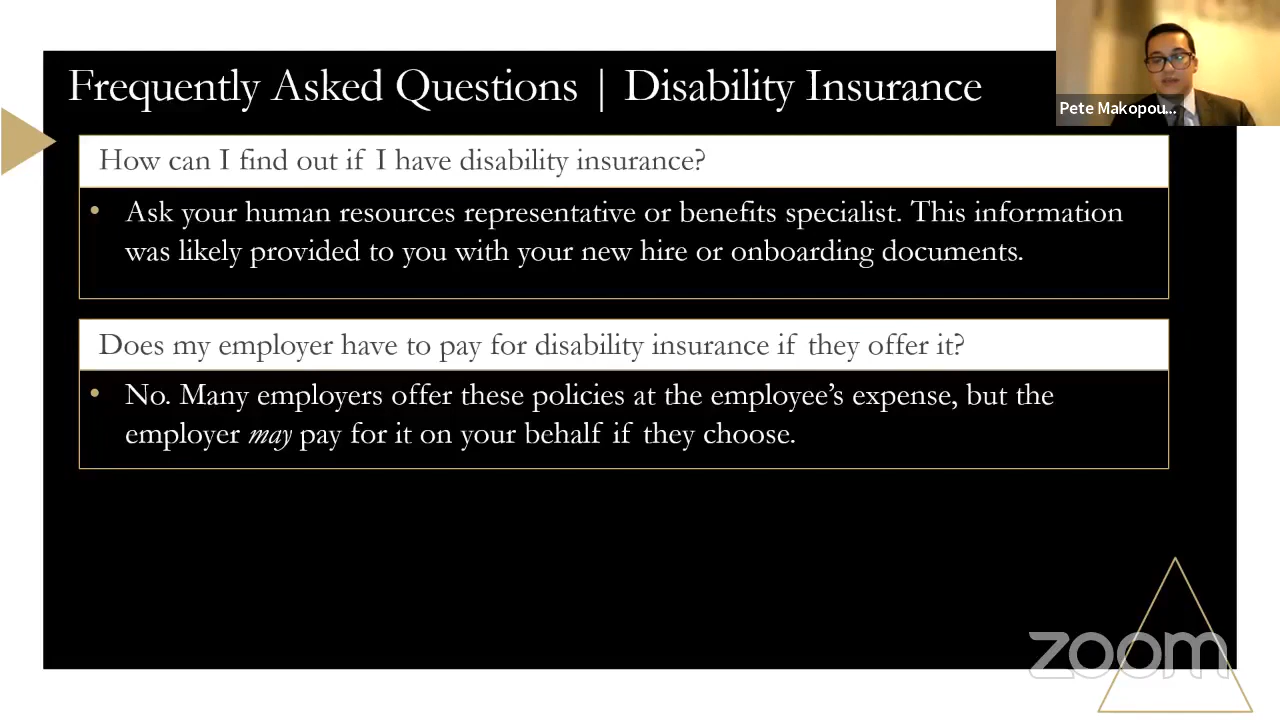 Frequently Asked Questions | Disability Insurance
Pete Makopou...
How can I find out if I have disability insurance?
• Ask your human resources representative or benefits specialist. This information
was likely provided to you with your new hire or onboarding documents.
Does my employer have to pay for disability insurance if they offer it?
• No. Many employers offer these policies at the employee’s expense, but the
employer may pay for it on your behalf if they choose.
zoom